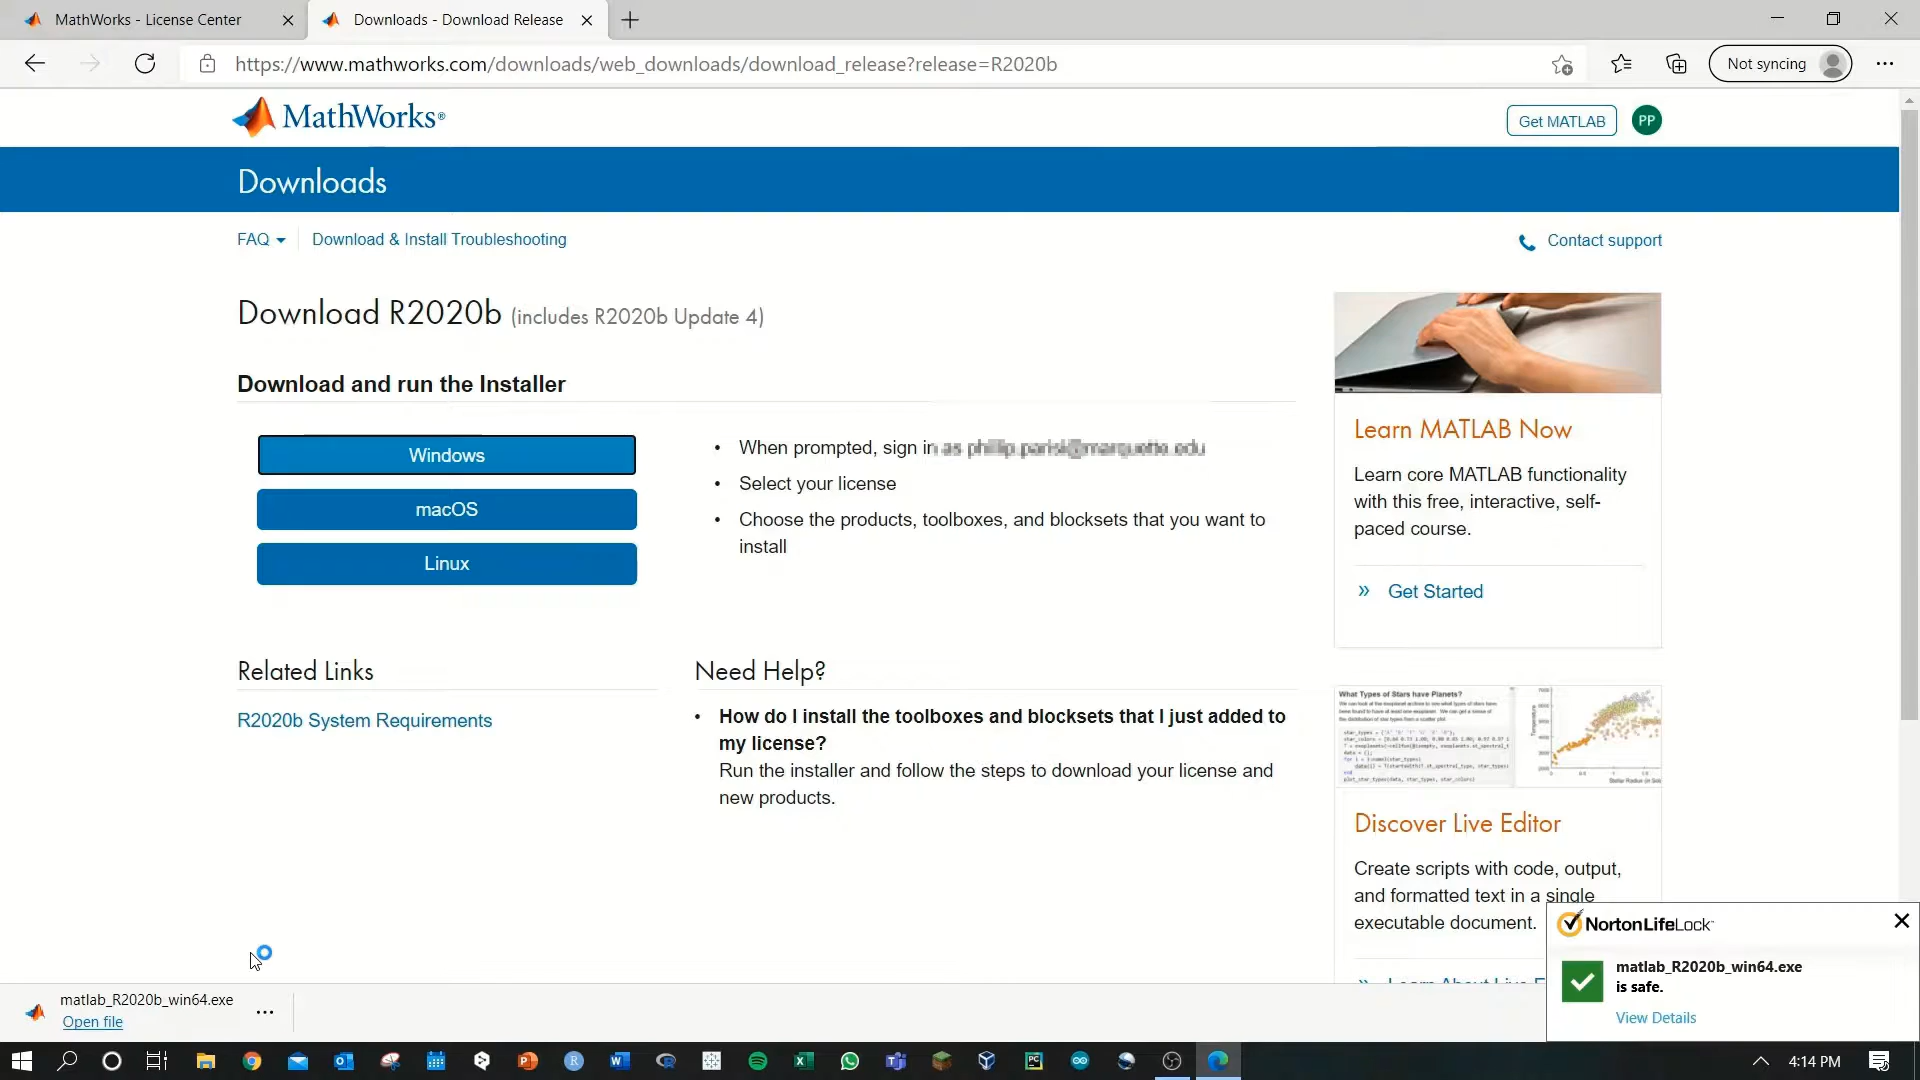 MathWorks - License Center
Downloads - Download Release
https://www.mathworks.com/downloads/web_downloads/download_release?release=R2020b
Not syncing
MathWorks®
Get MATLAB
PP
Downloads
FAQ
Download & Install Troubleshooting
Contact support
Download R2020b (includes R2020b Update 4)
Download and run the Installer
Windows
macOS
Linux
• When prompted, sign in
• Select your license
• Choose the products, toolboxes, and blocksets that you want to
install
Learn MATLAB Now
Learn core MATLAB functionality
with this free, interactive, self-
paced course.
» Get Started
Related Links
R2020b System Requirements
Need Help?
• How do I install the toolboxes and blocksets that I just added to
my license?
Run the installer and follow the steps to download your license and
new products.
What Types of Stars have Planets?
Discover Live Editor
Create scripts with code, output,
and formatted text in a single
executable document.
NortonLifeLock
matlab_R2020b_win64.exe
is safe.
View Details
matlab_R2020b_win64.exe
Open file
4:14 PM